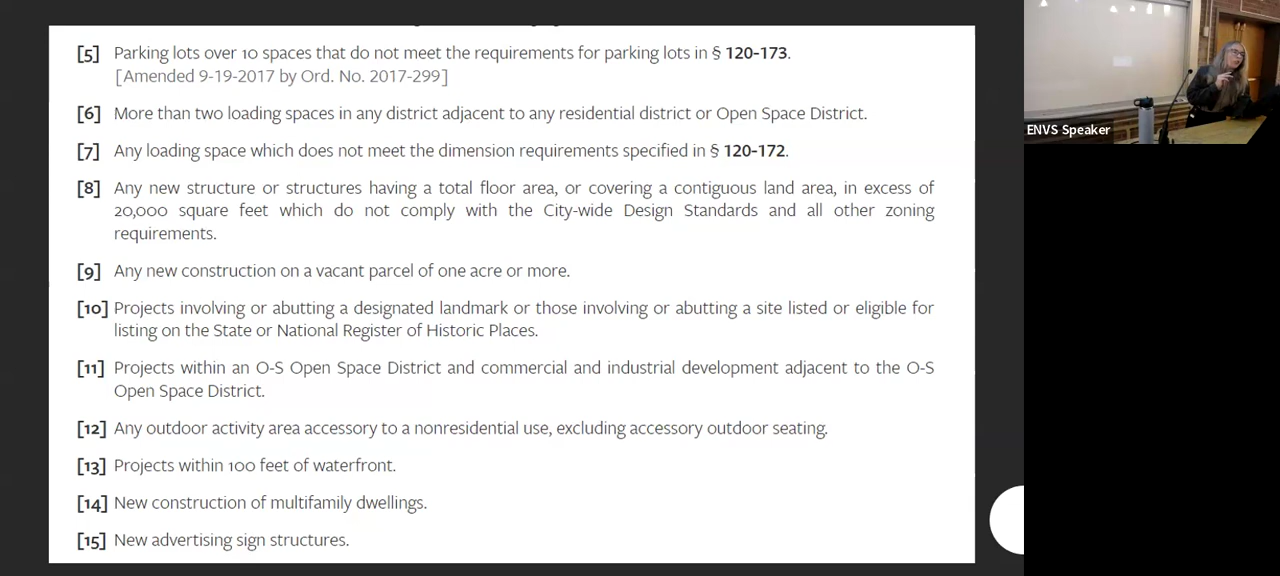 [5] Parking lots over 10 spaces that do not meet the requirements for parking lots in § 120-173.
[Amended 9-19-2017 by Ord. No. 2017-299]
[6] More than two loading spaces in any district adjacent to any residential district or Open Space District.
[7] Any loading space which does not meet the dimension requirements specified in § 120-172.
[8] Any new structure or structures having a total floor area, or covering a contiguous land area, in excess of
20,000 square feet which do not comply with the City-wide Design Standards and all other zoning
requirements.
[9] Any new construction on a vacant parcel of one acre or more.
[10] Projects involving or abutting a designated landmark or those involving or abutting a site listed or eligible for
listing on the State or National Register of Historic Places.
[11] Projects within an O-S Open Space District and commercial and industrial development adjacent to the O-S
Open Space District.
[12] Any outdoor activity area accessory to a nonresidential use, excluding accessory outdoor seating.
[13] Projects within 100 feet of waterfront.
[14] New construction of multifamily dwellings.
[15] New advertising sign structures.
ENVS Speaker